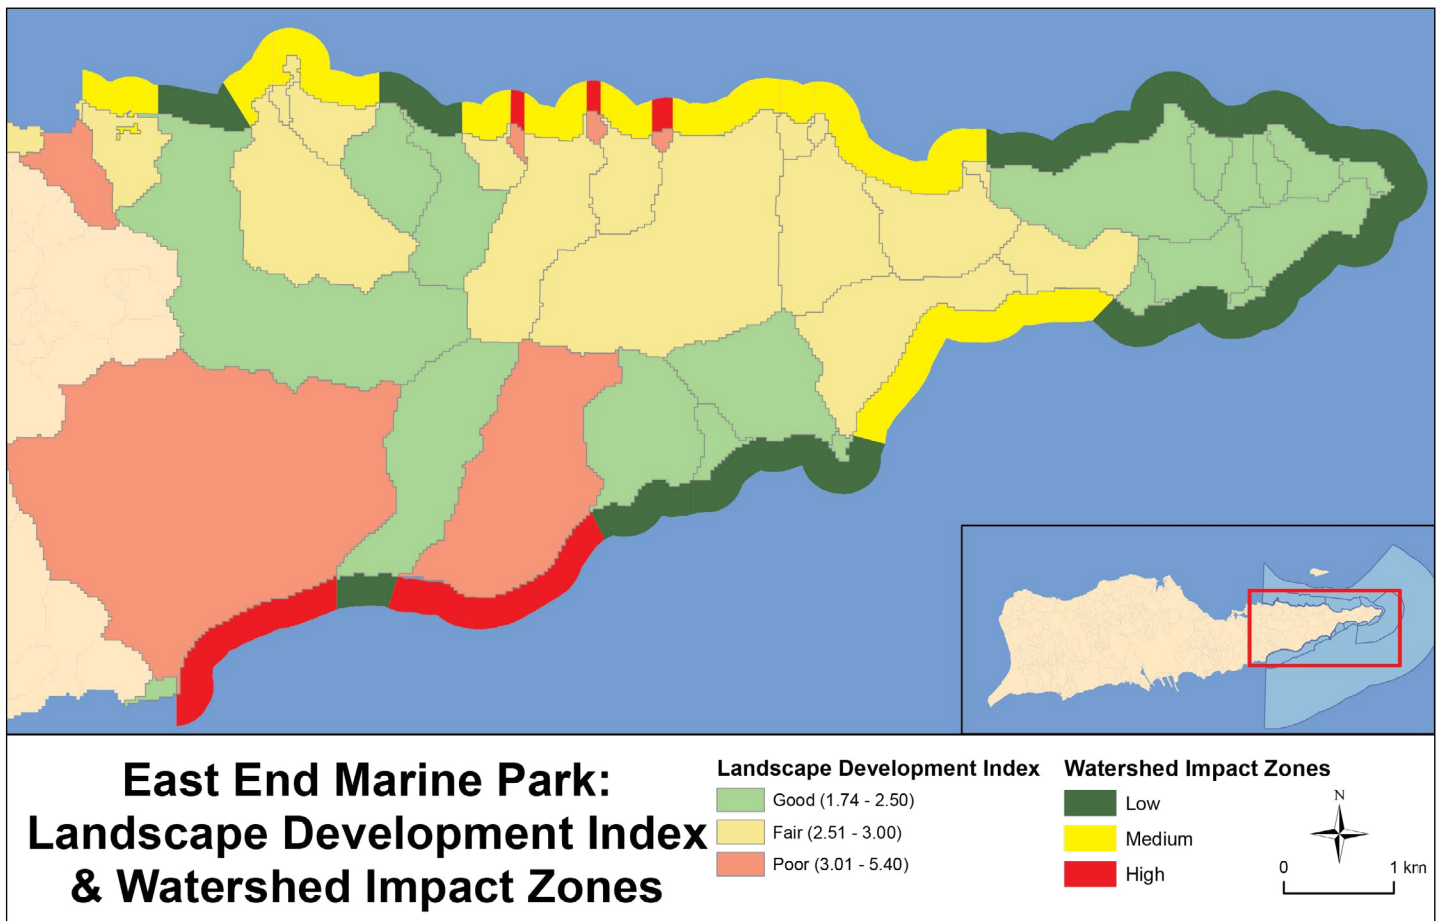 East End Marine Park:
Landscape Development Index
& Watershed Impact Zones
Landscape Development Index
Good (1.74 - 2.50)
Fair (2.51 - 3.00)
Poor (3.01 - 5.40)
Watershed Impact Zones
Low
Medium
High
N
0 1 km